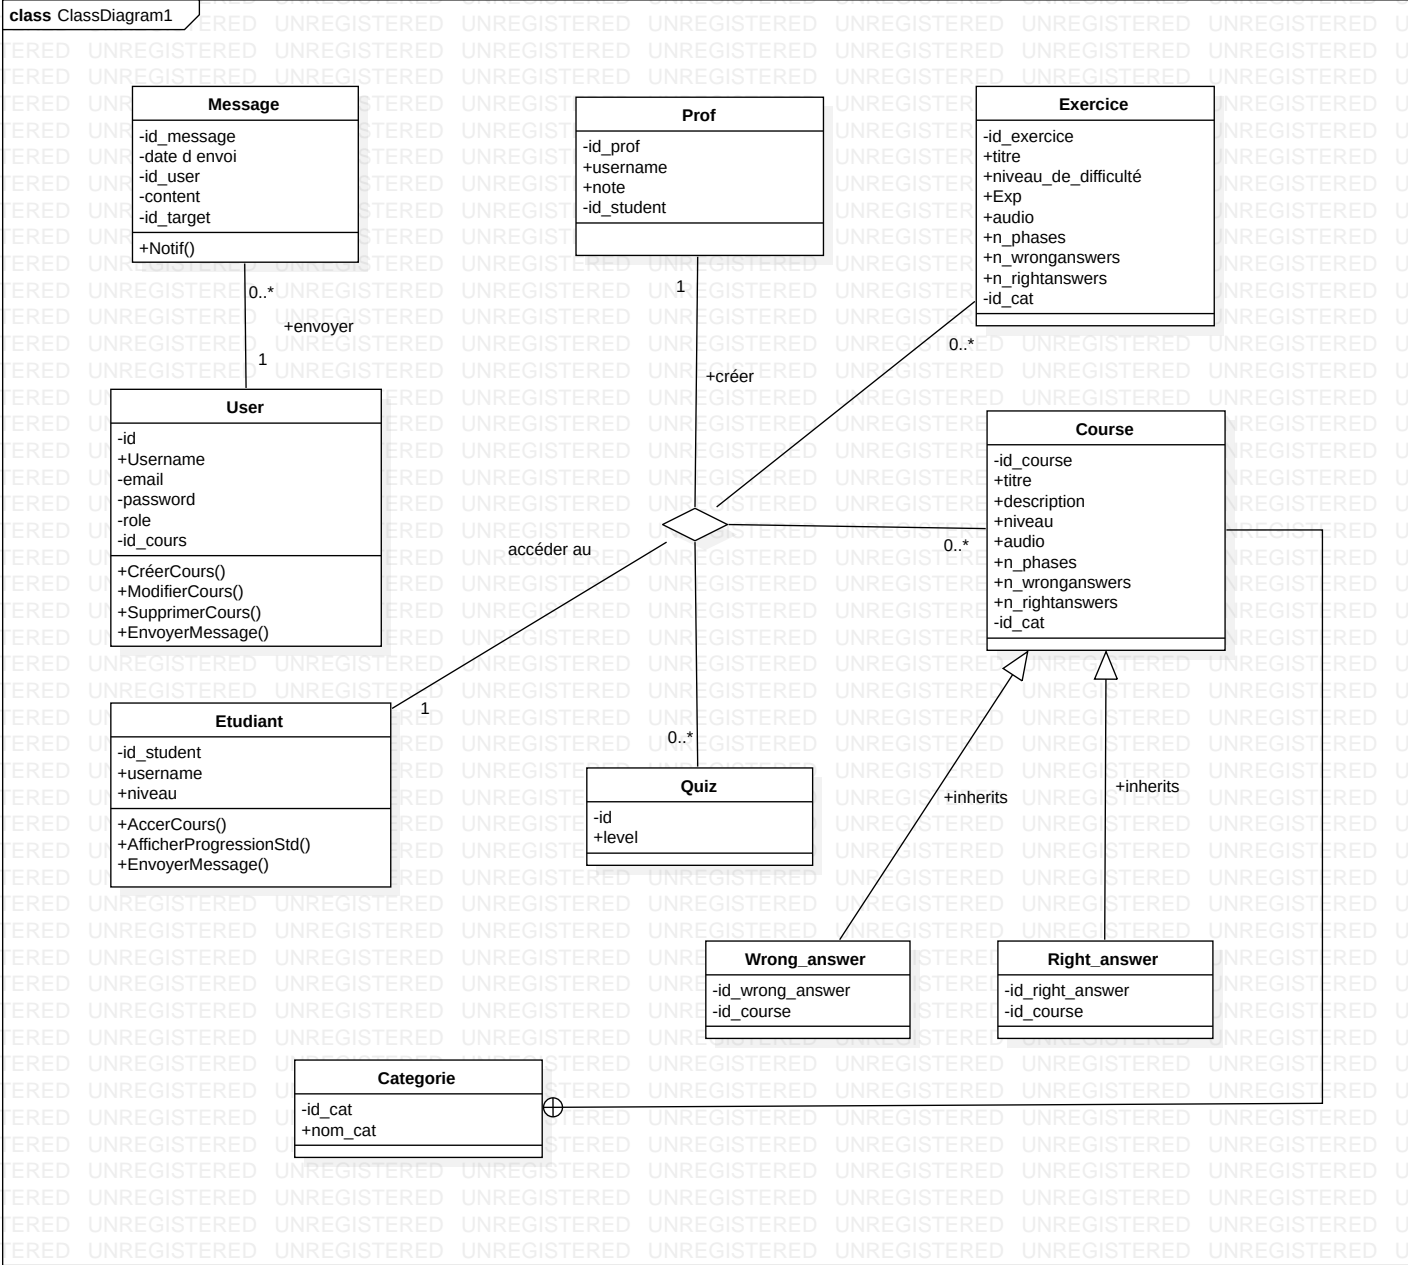 class ClassDiagram1
Message
-id_message
-date d envoi
-id_user
-content
-id_target
+Notif()
Prof
-id_prof
+username
+note
-id_student
Exercice
-id_exercice
+titre
+niveau_de_difficulté
+Exp
+audio
+n_phases
+n_wronganswers
+n_rightanswers
-id_cat
0..*
+envoyer
1
1
+créer
0..*
User
-id
+Username
-email
-password
-role
-id_cours
+CréerCours()
+ModifierCours()
+SupprimerCours()
+EnvoyerMessage()
Course
-id_course
+titre
+description
+niveau
+audio
+n_phases
+n_wronganswers
+n_rightanswers
-id_cat
0..*
accéder au
1
0..*
Etudiant
-id_student
+username
+niveau
+AccerCours()
+AfficherProgressionStd()
+EnvoyerMessage()
Quiz
-id
+level
+inherits
+inherits
Wrong_answer
-id_wrong_answer
-id_course
Right_answer
-id_right_answer
-id_course
Categorie
-id_cat
+nom_cat
UNREGISTERED